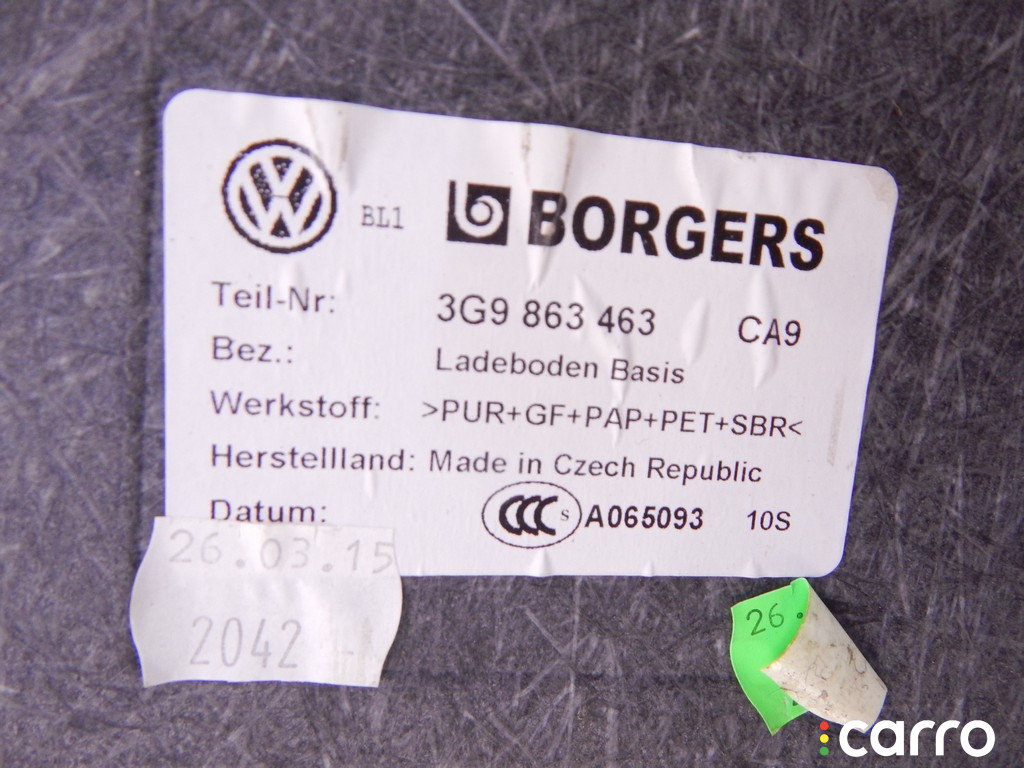 BL1 BORGERS
Teil-Nr: 3G9 863 463 CA9
Bez.: Ladeboden Basis
Werkstoff: >PUR+GF+PAP+PET+SBR<
Herstellland: Made in Czech Republic
Datum: CCC S A065093 10S
26.03.15
2042 -
26.
carro